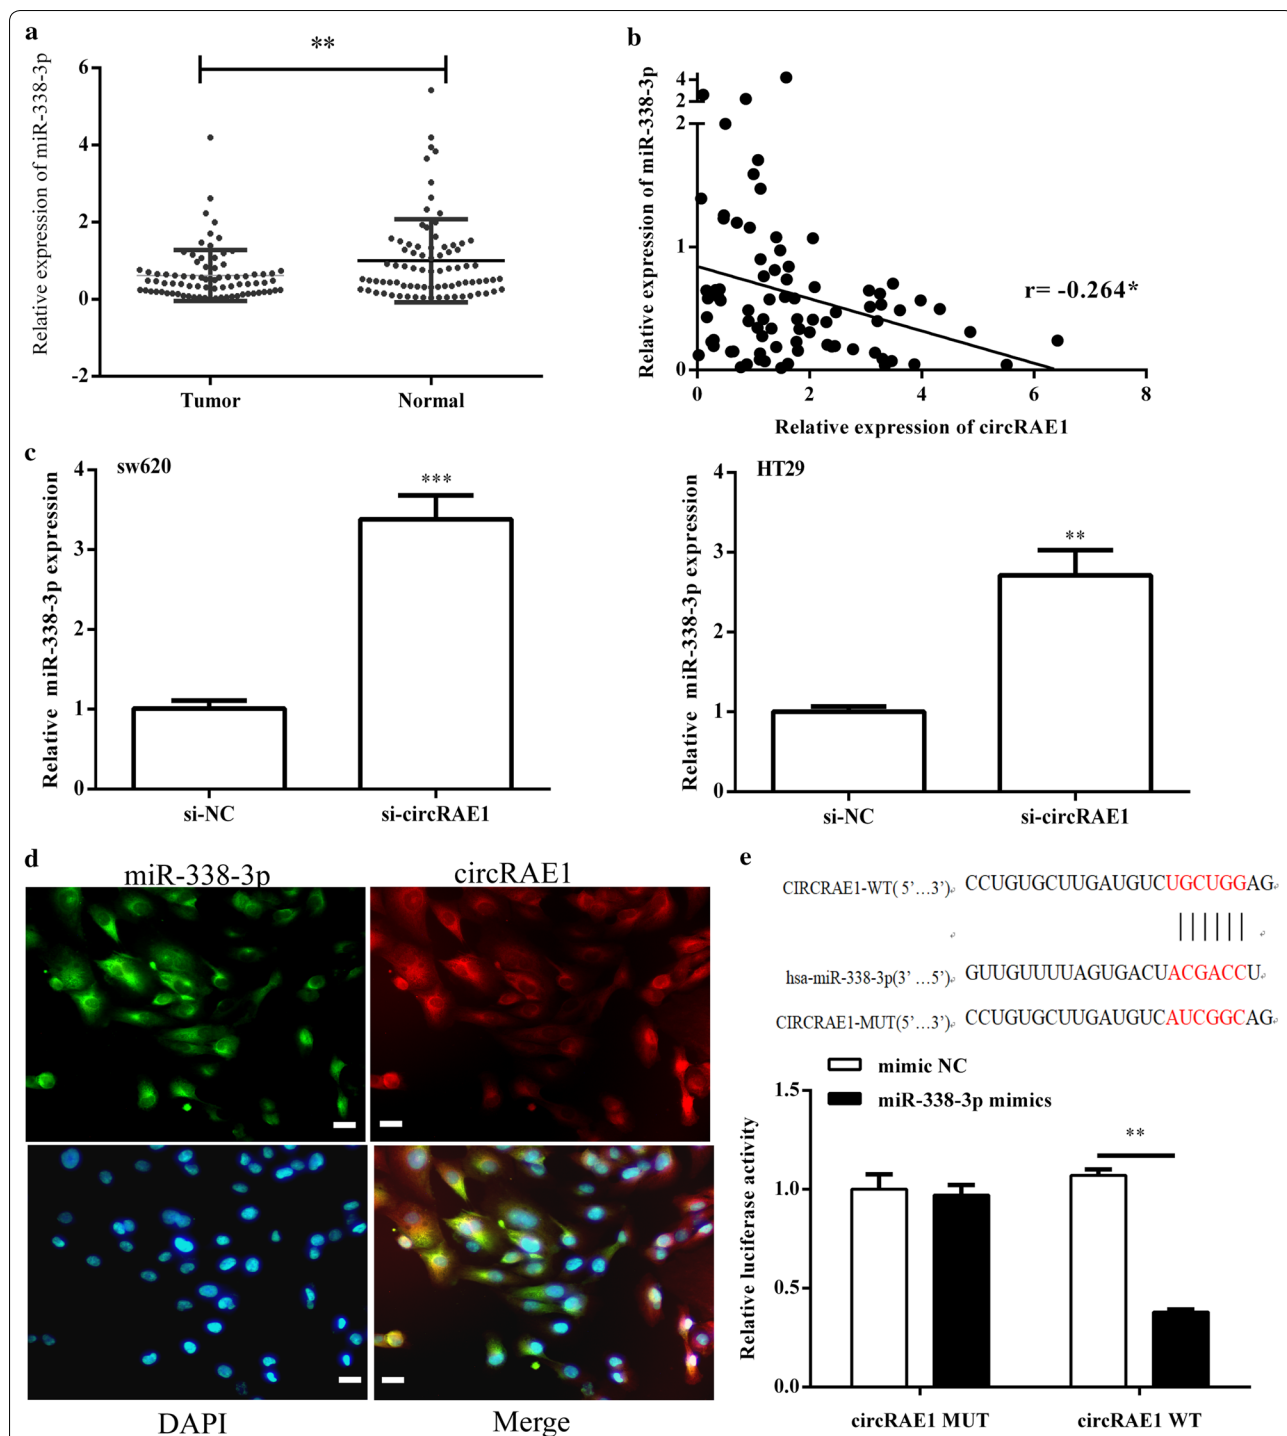 a
**
Relative expression of miR-338-3p
6
4
2
0
-2
Tumor
Normal
b
Relative expression of miR-338-3p
4
2
2
1
0
r= -0.264*
0
2
4
6
8
Relative expression of circRAE1
c
sw620
Relative miR-338-3p expression
4
3
2
1
0
***
si-NC
si-circRAE1
HT29
Relative miR-338-3p expression
4
3
2
1
0
**
si-NC
si-circRAE1
d
miR-338-3p
circRAE1
DAPI
Merge
e
CIRCRAE1-WT( 5’…3’) CCUGUGCUUGAUGUCUGCUGGAG
hsa-miR-338-3p(3’ …5’) GUUGUUUUAGUGACUACGACCU
CIRCRAE1-MUT(5’…3’) CCUGUGCUUGAUGUCAUCGGCAG
mimic NC
miR-338-3p mimics
Relative luciferase activity
1.5
1.0
0.5
0.0
**
circRAE1 MUT
circRAE1 WT